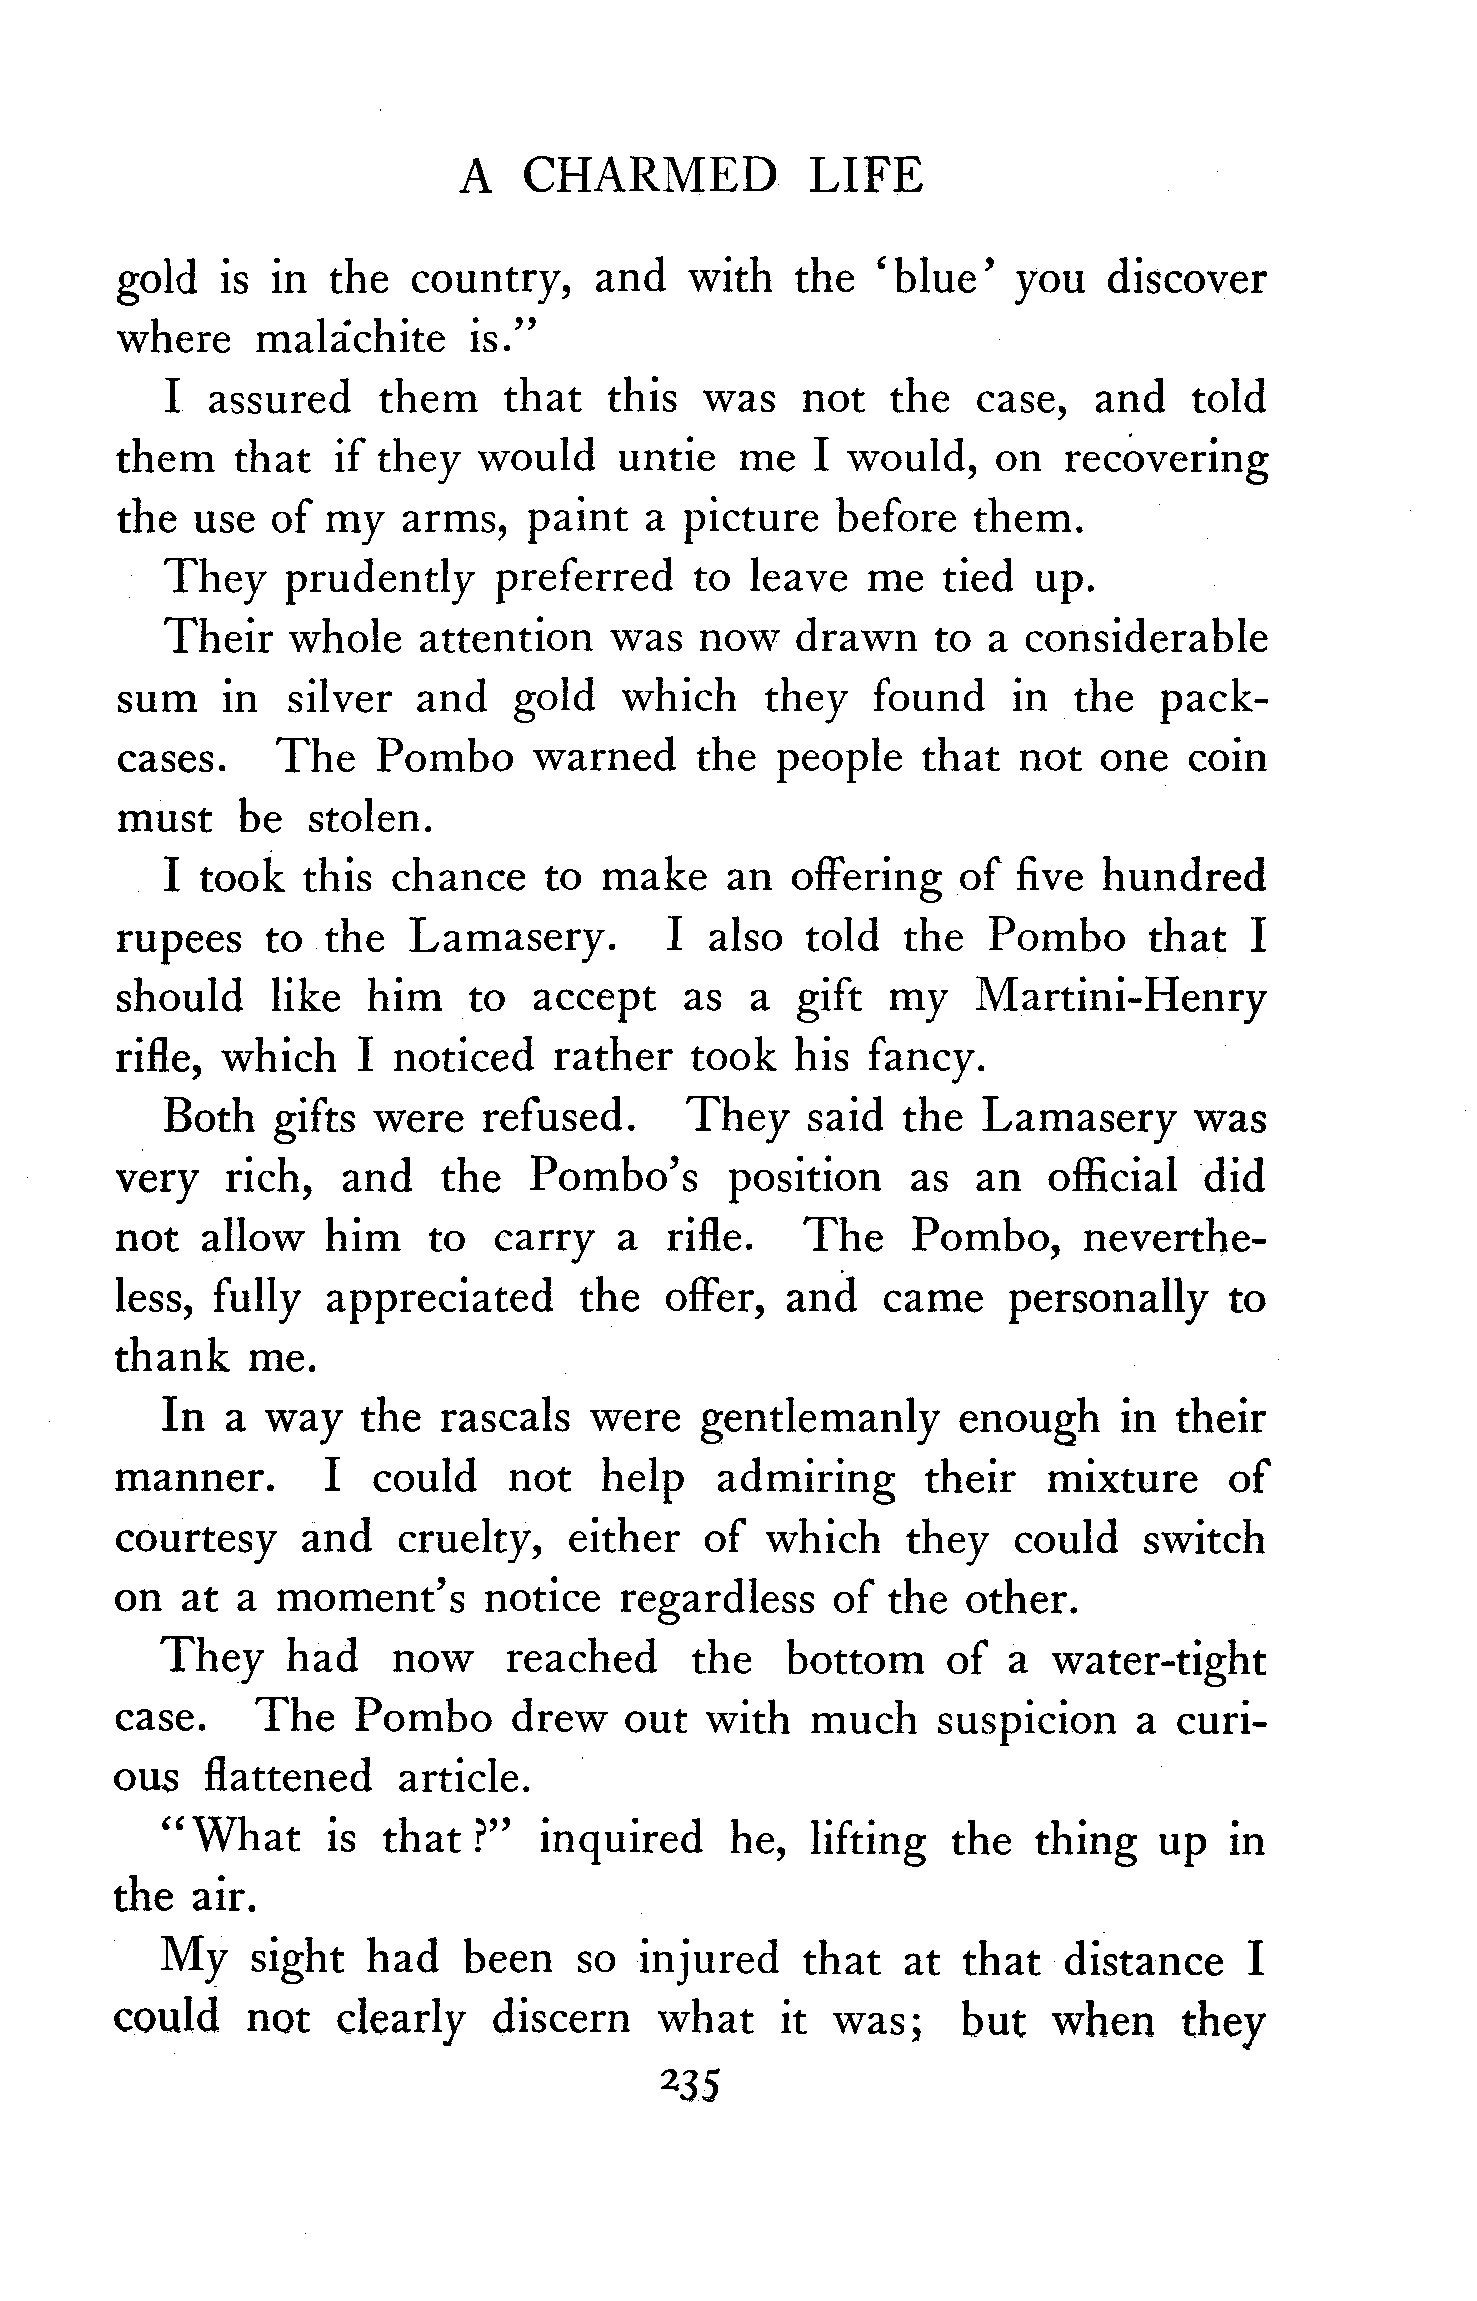 A CHARMED LIFE
gold is in the country, and with the ‘blue’ you discover
where malachite is.”
I assured them that this was not the case, and told
them that if they would untie me I would, on recovering
the use of my arms, paint a picture before them.
They prudently preferred to leave me tied up.
Their whole attention was now drawn to a considerable
sum in silver and gold which they found in the pack-
cases. The Pombo warned the people that not one coin
must be stolen.
I took this chance to make an offering of five hundred
rupees to the Lamasery. I also told the Pombo that I
should like him to accept as a gift my Martini-Henry
rifle, which I noticed rather took his fancy.
Both gifts were refused. They said the Lamasery was
very rich, and the Pombo’s position as an official did
not allow him to carry a rifle. The Pombo, neverthe-
less, fully appreciated the offer, and came personally to
thank me.
In a way the rascals were gentlemanly enough in their
manner. I could not help admiring their mixture of
courtesy and cruelty, either of which they could switch
on at a moment’s notice regardless of the other.
They had now reached the bottom of a water-tight
case. The Pombo drew out with much suspicion a curi-
ous flattened article.
“What is that?” inquired he, lifting the thing up in
the air.
My sight had been so injured that at that distance I
could not clearly discern what it was; but when they
235